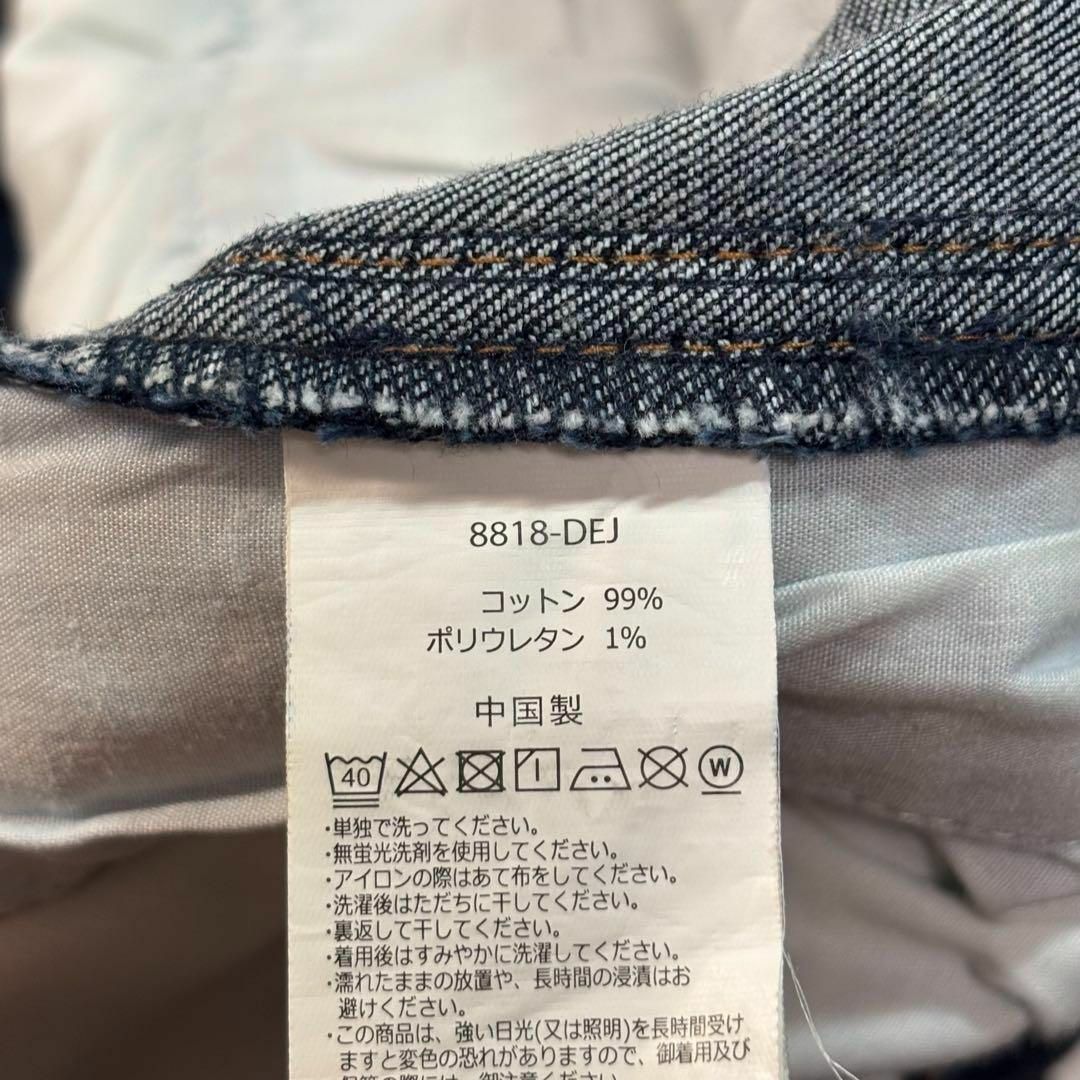 8818-DEJ
コットン 99%
ポリウレタン 1%
中国製
40 W
・単独で洗ってください。
・無蛍光洗剤を使用してください。
・アイロンの際はあて布をしてください。
・洗濯後はただちに干してください。
・裏返して干してください。
・着用後はすみやかに洗濯してください。
・濡れたままの放置や、長時間の浸漬はお
避けください。
・この商品は、強い日光(又は照明)を長時間受け
ますと変色の恐れがありますので、御着用及び